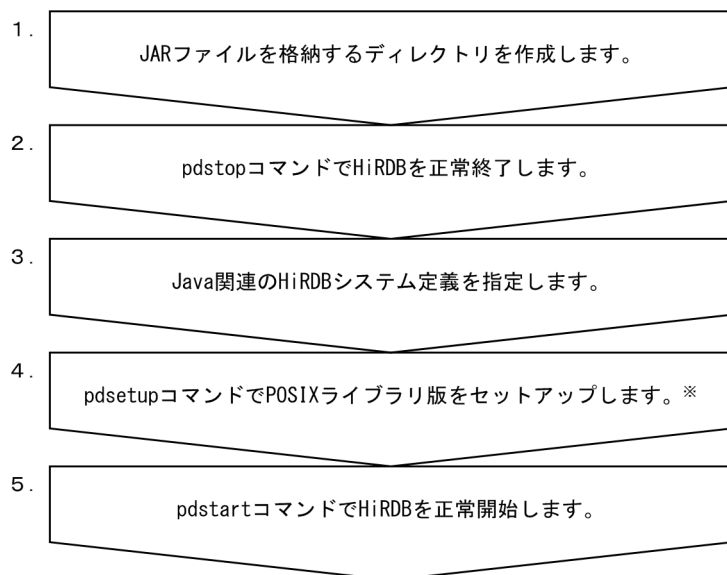 1.
JARファイルを格納するディレクトリを作成します。
2.
pdstopコマンドでHiRDBを正常終了します。
3.
Java関連のHiRDBシステム定義を指定します。
4.
pdsetupコマンドでPOSIXライブラリ版をセットアップします。※
5.
pdstartコマンドでHiRDBを正常開始します。